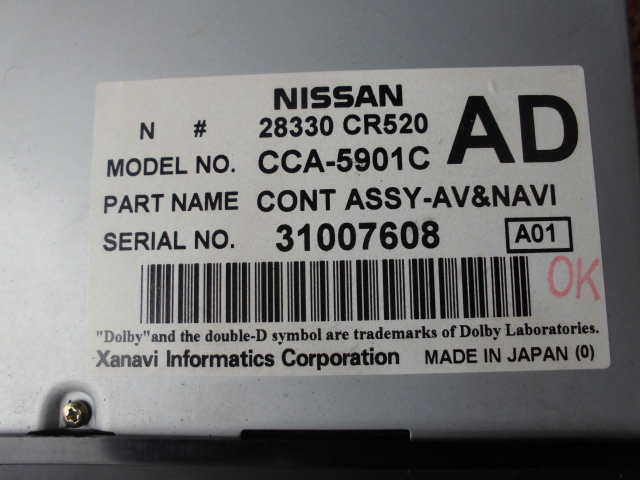 NISSAN
N # 28330 CR520 AD
MODEL NO. CCA-5901C
PART NAME CONT ASSY-AV&NAVI
SERIAL NO. 31007608 A01
OK
"Dolby"and the double-D symbol are trademarks of Dolby Laboratories.
Xanavi Informatics Corporation MADE IN JAPAN (0)